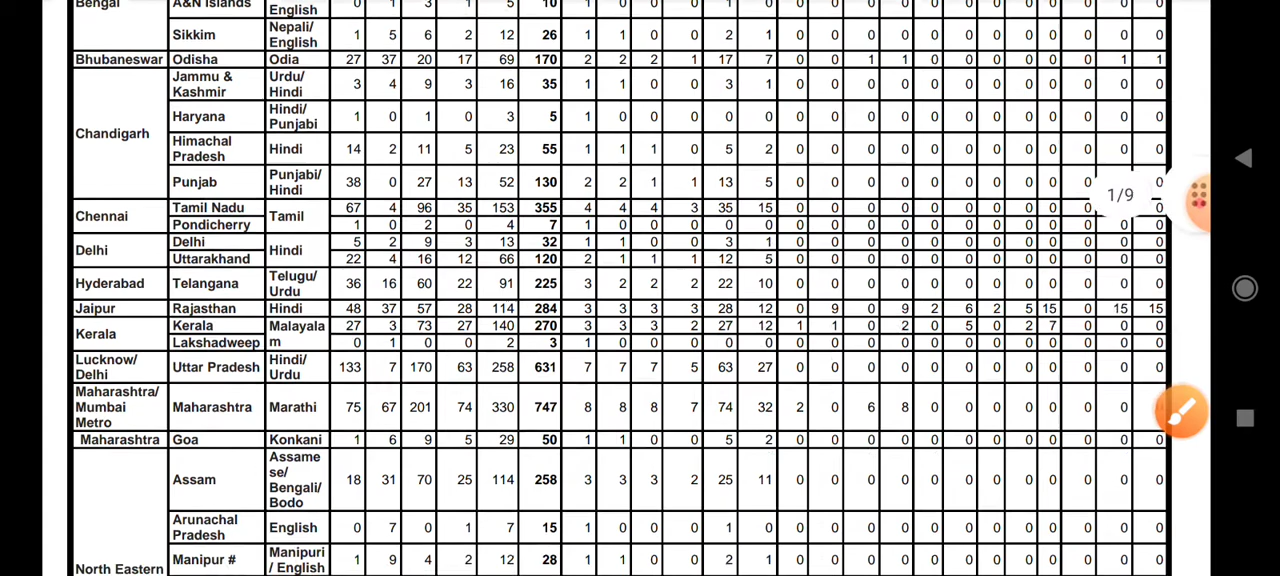 Bengal A&N Islands English 0 1 3 1 5 10 1 0 0 0 1 0 0 0 0 0 0 0 0 0 0 0 0 0
Sikkim Nepali/ English 1 5 6 2 12 26 1 1 0 0 2 1 0 0 0 0 0 0 0 0 0 0 0 0
Bhubaneswar Odisha Odia 27 37 20 17 69 170 2 2 2 1 17 7 0 0 1 1 0 0 0 0 0 0 1 1
Chandigarh Jammu & Kashmir Urdu/ Hindi 3 4 9 3 16 35 1 1 0 0 3 1 0 0 0 0 0 0 0 0 0 0 0 0
Haryana Hindi/ Punjabi 1 0 1 0 3 5 1 0 0 0 0 0 0 0 0 0 0 0 0 0 0 0 0 0
Himachal Pradesh Hindi 14 2 11 5 23 55 1 1 1 0 5 2 0 0 0 0 0 0 0 0 0 0 0 0
Punjab Punjabi/ Hindi 38 0 27 13 52 130 2 2 1 1 13 5 0 0 0 0 0 0 0 0 0 0 0
1/9
Chennai Tamil Nadu Tamil 67 4 96 35 153 355 4 4 4 3 35 15 0 0 0 0 0 0 0 0 0 0
Pondicherry 1 0 2 0 4 7 1 0 0 0 0 0 0 0 0 0 0 0 0 0 0 0 0 0
Delhi Delhi Hindi 5 2 9 3 13 32 1 1 0 0 3 1 0 0 0 0 0 0 0 0 0 0 0 0
Uttarakhand 22 4 16 12 66 120 2 1 1 1 12 5 0 0 0 0 0 0 0 0 0 0 0 0
Hyderabad Telangana Telugu/ Urdu 36 16 60 22 91 225 3 2 2 2 22 10 0 0 0 0 0 0 0 0 0 0 0 0
Jaipur Rajasthan Hindi 48 37 57 28 114 284 3 3 3 3 28 12 0 9 0 9 2 6 2 5 15 0 15 15
Kerala Kerala Malayala m 27 3 73 27 140 270 3 3 3 2 27 12 1 1 0 2 0 5 0 2 7 0 0 0
Lakshadweep 0 1 0 0 2 3 1 0 0 0 0 0 0 0 0 0 0 0 0 0 0 0 0 0
Lucknow/ Delhi Uttar Pradesh Hindi/ Urdu 133 7 170 63 258 631 7 7 7 5 63 27 0 0 0 0 0 0 0 0 0 0 0 0
Maharashtra/ Mumbai Metro Maharashtra Marathi 75 67 201 74 330 747 8 8 8 7 74 32 2 0 6 8 0 0 0 0 0 0 0
Maharashtra Goa Konkani 1 6 9 5 29 50 1 1 0 0 5 2 0 0 0 0 0 0 0 0 0 0 0 0
North Eastern Assam Assame se/ Bengali/ Bodo 18 31 70 25 114 258 3 3 3 2 25 11 0 0 0 0 0 0 0 0 0 0 0 0
Arunachal Pradesh English 0 7 0 1 7 15 1 0 0 0 1 0 0 0 0 0 0 0 0 0 0 0 0
Manipur # Manipuri / English 1 9 4 2 12 28 1 1 0 0 2 1 0 0 0 0 0 0 0 0 0 0 0 0